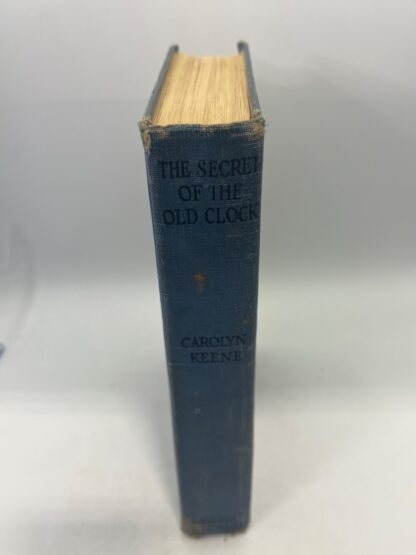 THE SECRET
OF THE
OLD CLOCK
CAROLYN
KEENE